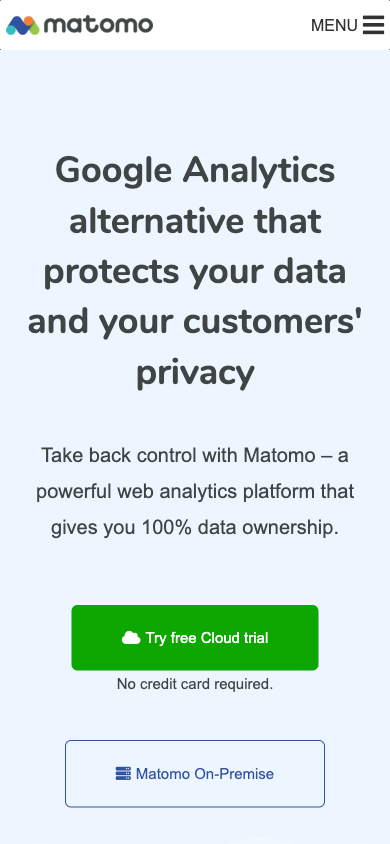 matomo
MENU
Google Analytics
alternative that
protects your data
and your customers'
privacy
Take back control with Matomo – a
powerful web analytics platform that
gives you 100% data ownership.
Try free Cloud trial
No credit card required.
Matomo On-Premise